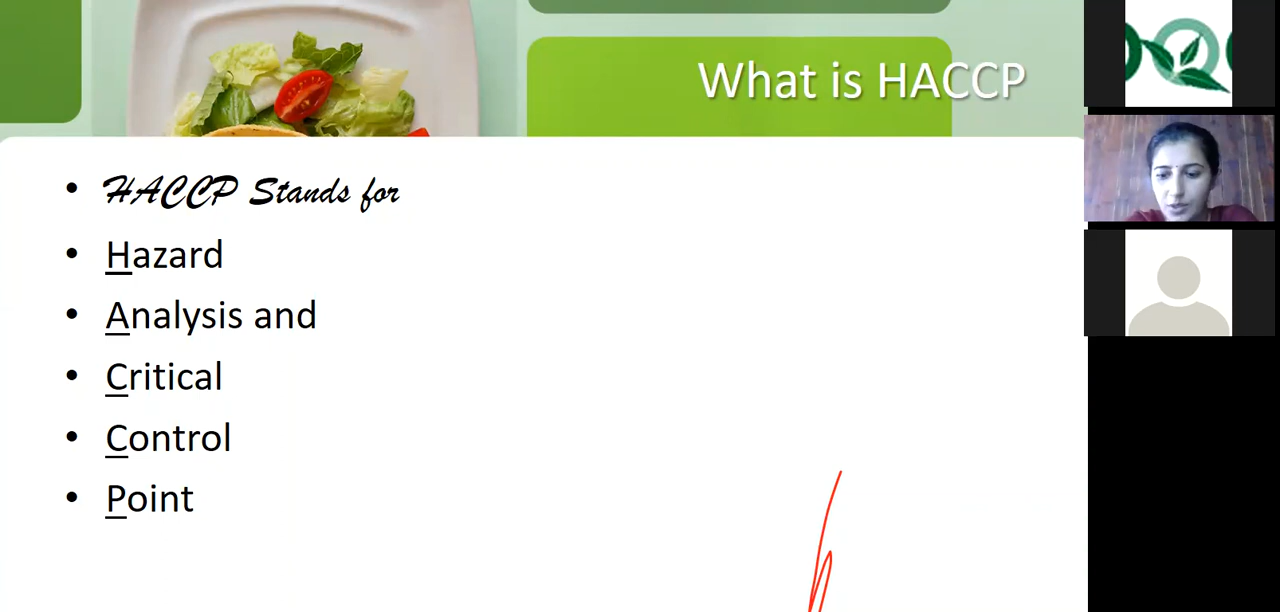 What is HACCP
• HACCP Stands for
• Hazard
• Analysis and
• Critical
• Control
• Point